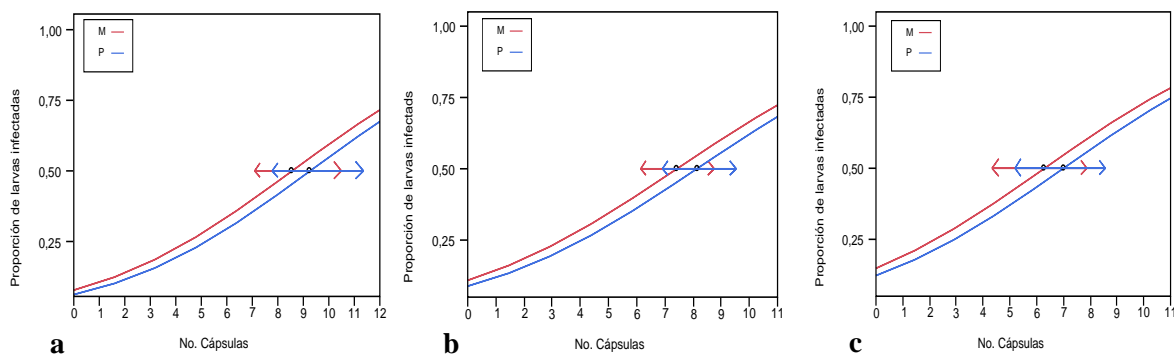 Proporción de larvas infectadas
1,00
0,75
0,50
0,25
M
P
0 1 2 3 4 5 6 7 8 9 10 11 12
No. Cápsulas
a
Proporción de larvas infectads
1,00
0,75
0,50
0,25
M
P
0 1 2 3 4 5 6 7 8 9 10 11
No. Cápsulas
b
Proporción de larvas infectadas
1,00
0,75
0,50
0,25
M
P
0 1 2 3 4 5 6 7 8 9 10 11
No. Cápsulas
c